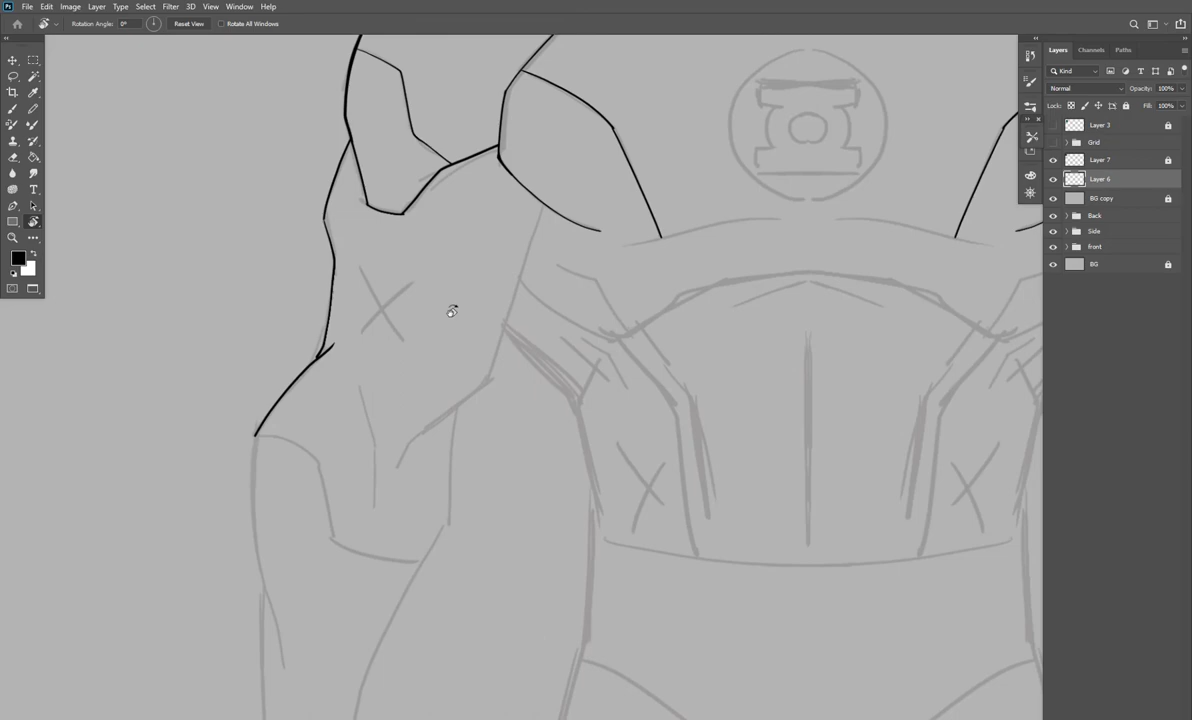 Ps File Edit Image Layer Type Select Filter 3D View Window Help
Rotation Angle: 0° Reset View Rotate All Windows
Layers Channels Paths
Kind
Normal Opacity: 100%
Lock: Fill: 100%
Layer 3
Grid
Layer 7
Layer 6
BG copy
Back
Side
front
BG